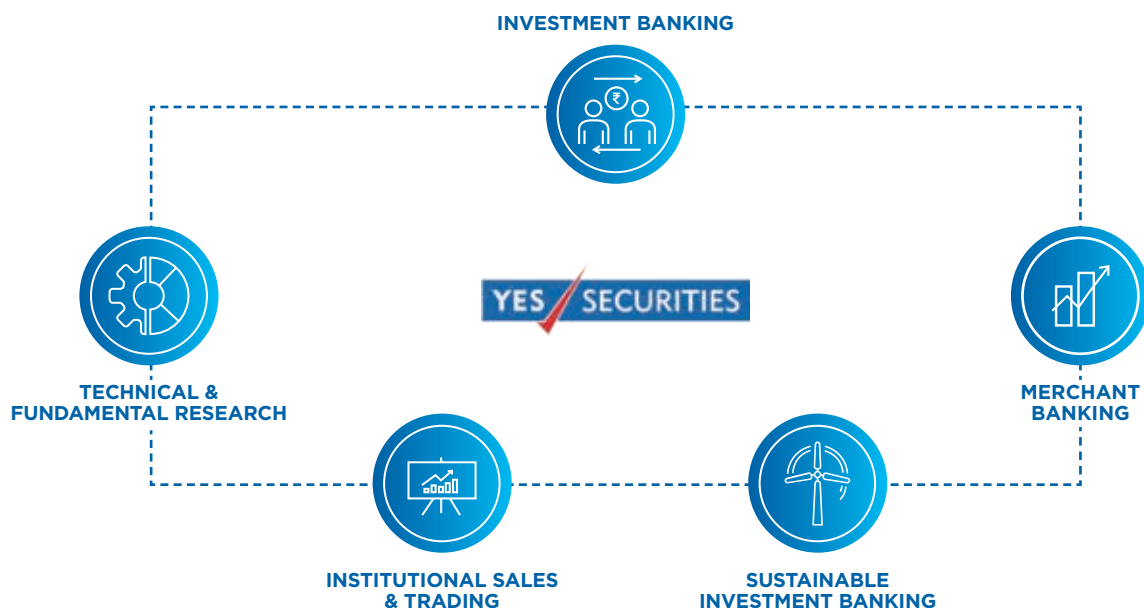 INVESTMENT BANKING
₹
YES SECURITIES
TECHNICAL &
FUNDAMENTAL RESEARCH
MERCHANT
BANKING
INSTITUTIONAL SALES
& TRADING
SUSTAINABLE
INVESTMENT BANKING